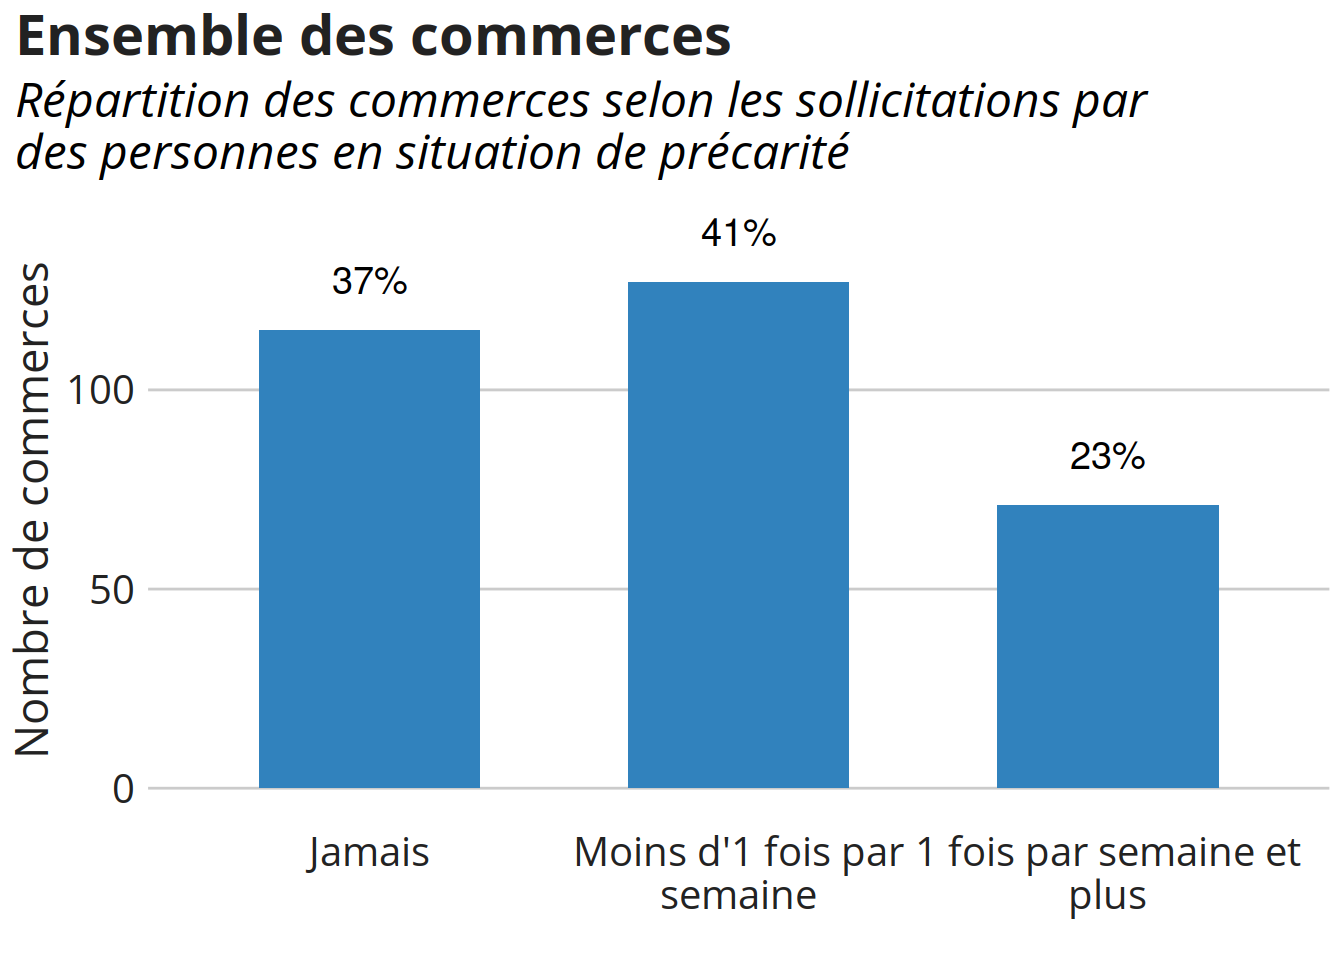 Ensemble des commerces
Répartition des commerces selon les sollicitations par
des personnes en situation de précarité
41%
37%
23%
Nombre de commerces
100
50
0
Jamais
Moins d'1 fois par
semaine
1 fois par semaine et
plus